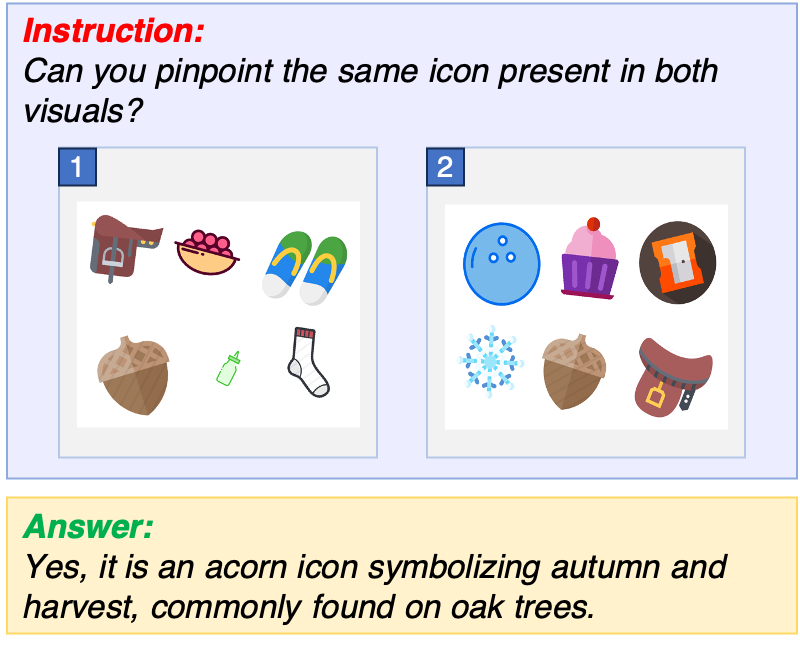 Instruction:
Can you pinpoint the same icon present in both
visuals?
1
2
Answer:
Yes, it is an acorn icon symbolizing autumn and
harvest, commonly found on oak trees.